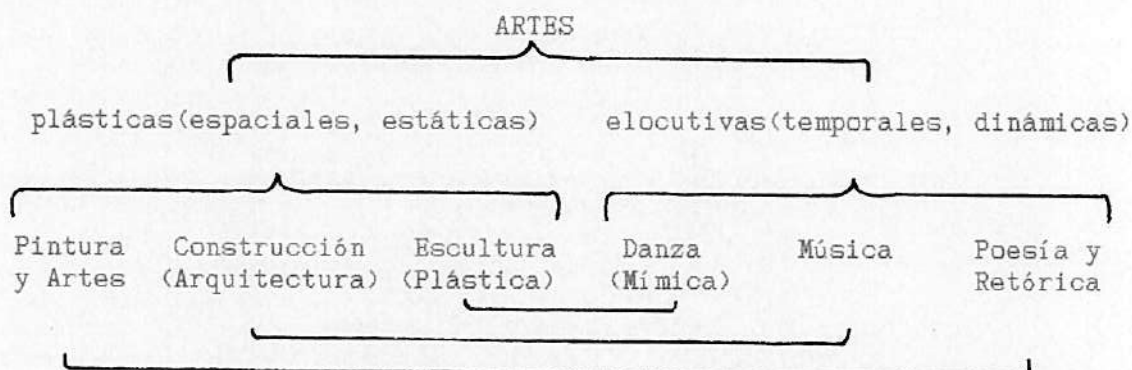 ARTES
plásticas(espaciales, estáticas) elocutivas(temporales, dinámicas)
Pintura Construcción Escultura Danza Música Poesía y
y Artes (Arquitectura) (Plástica) (Mímica) Retórica